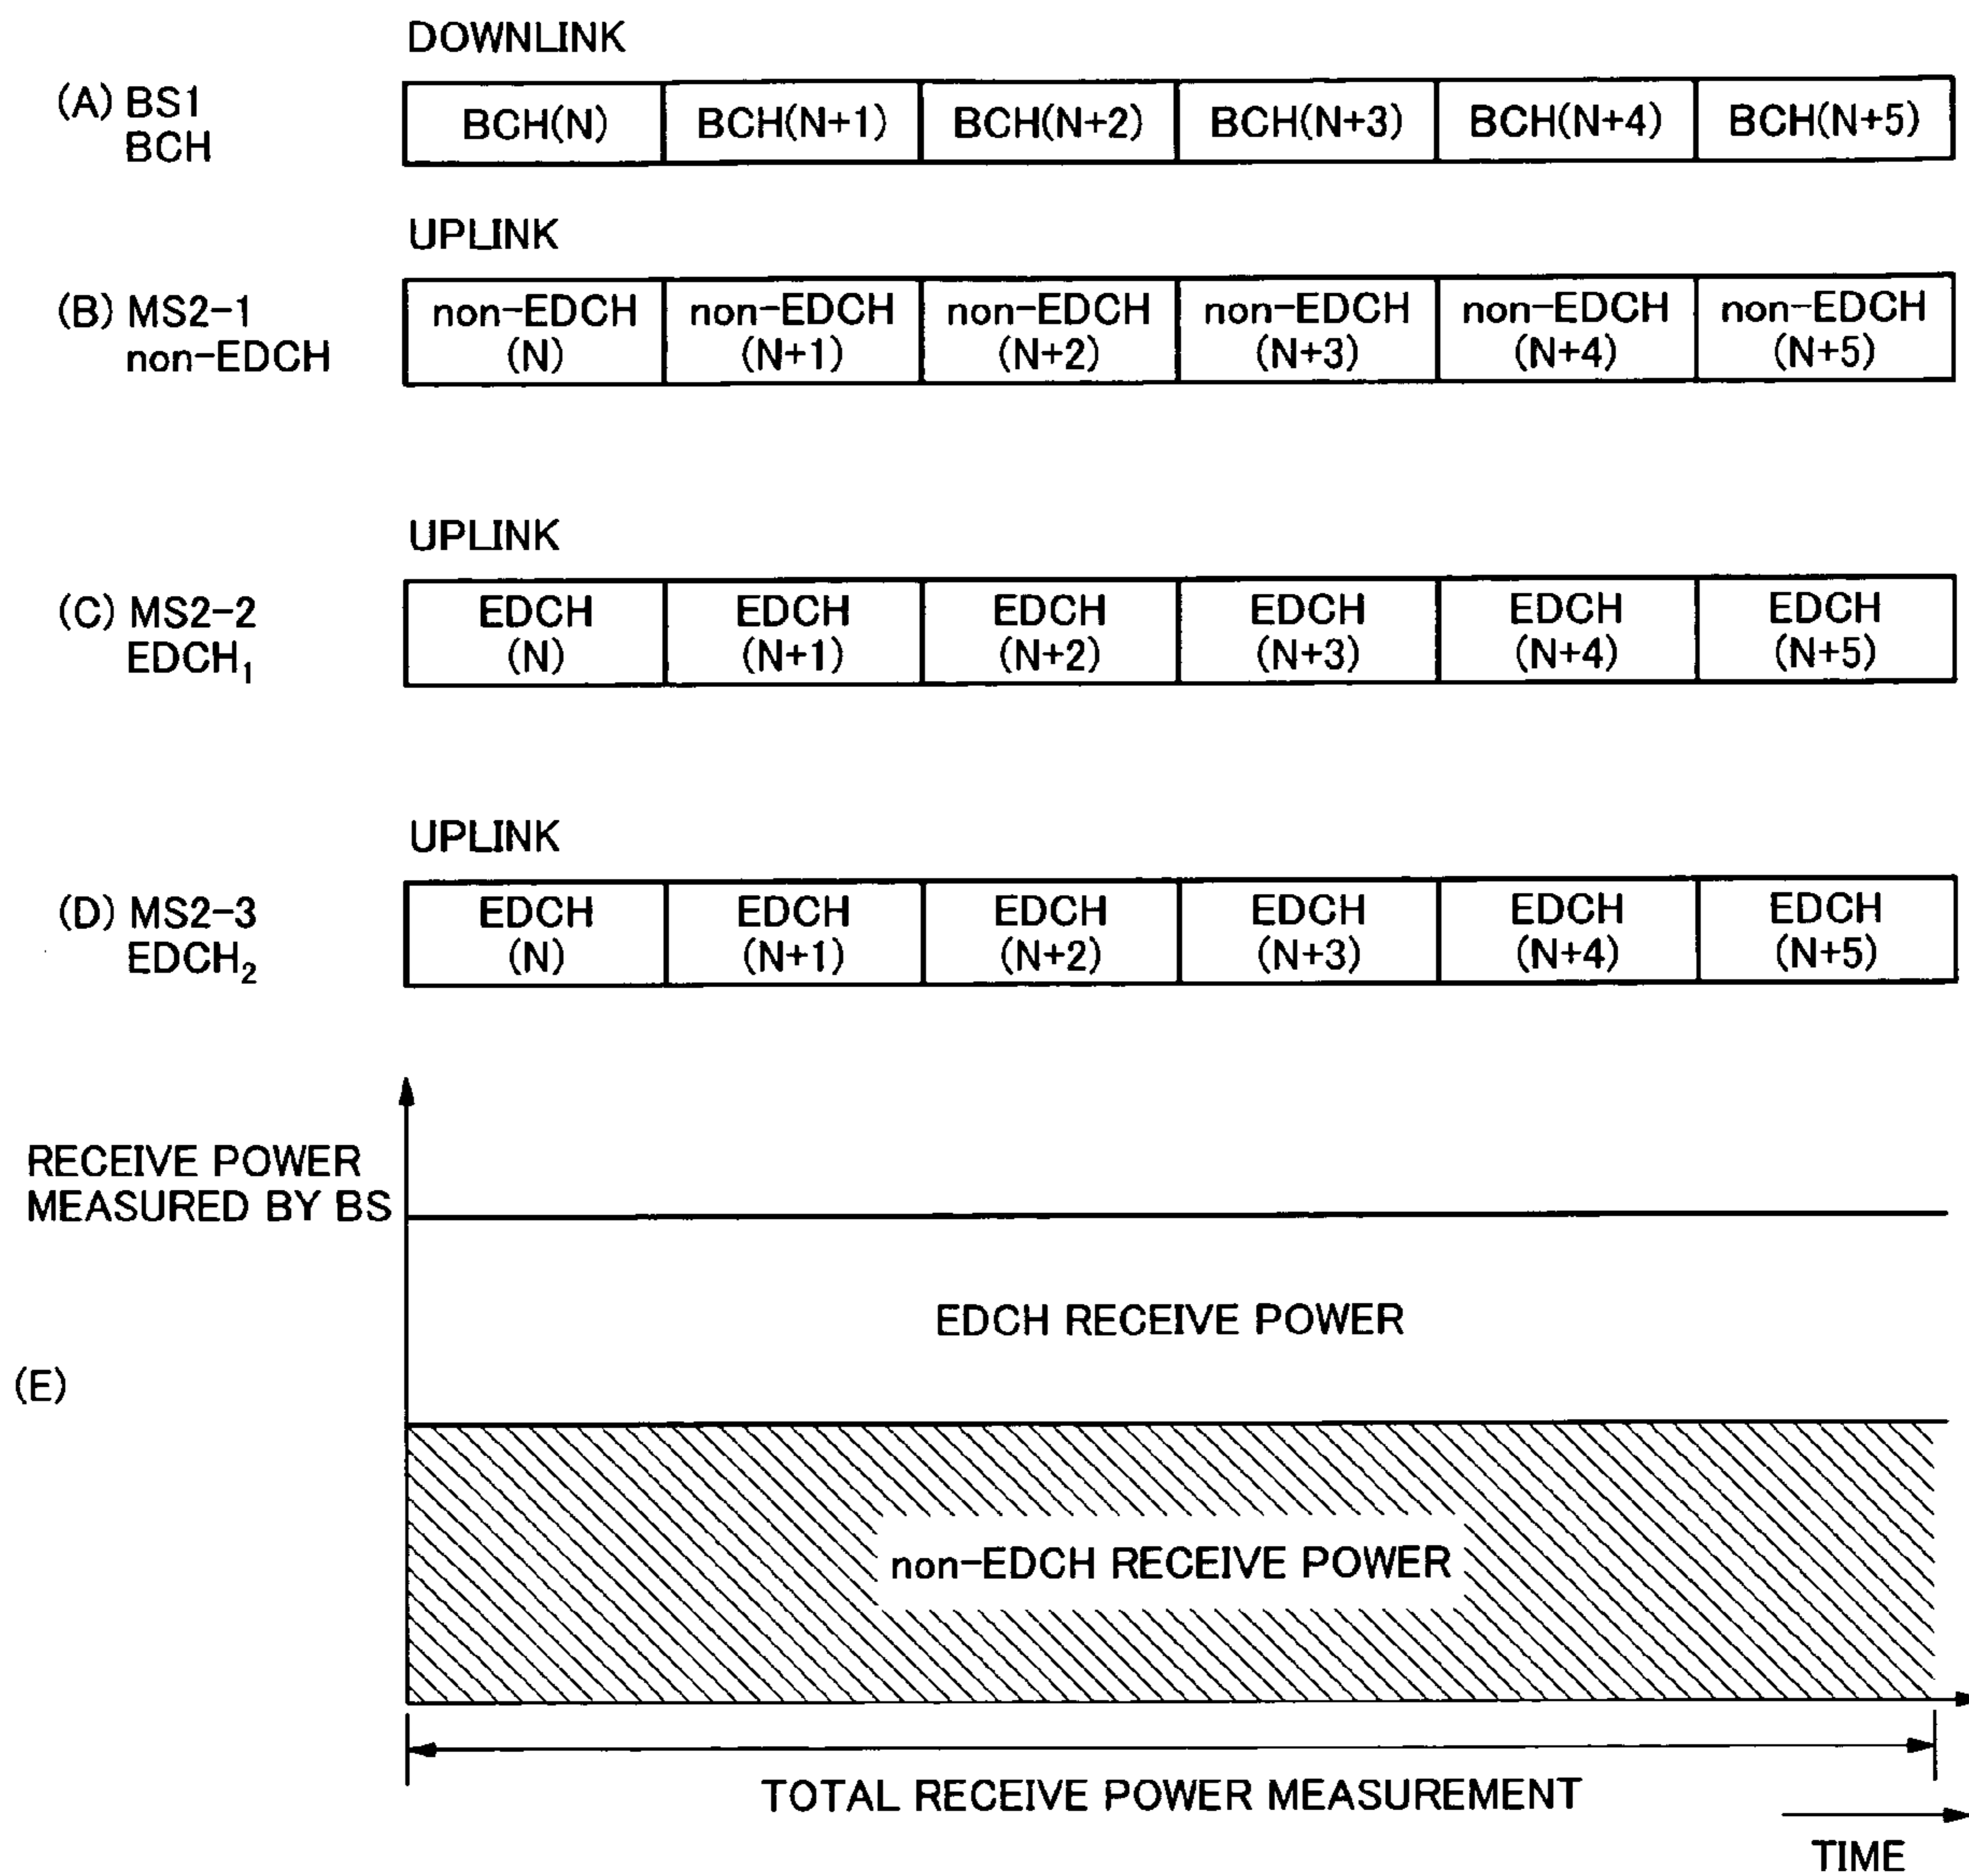 DOWNLINK
(A) BS1
BCH
BCH(N) BCH(N+1) BCH(N+2) BCH(N+3) BCH(N+4) BCH(N+5)
UPLINK
(B) MS2-1
non-EDCH
non-EDCH non-EDCH non-EDCH non-EDCH non-EDCH non-EDCH
(N) (N+1) (N+2) (N+3) (N+4) (N+5)
UPLINK
(C) MS2-2
EDCH₁
EDCH EDCH EDCH EDCH EDCH EDCH
(N) (N+1) (N+2) (N+3) (N+4) (N+5)
UPLINK
(D) MS2-3
EDCH₂
EDCH EDCH EDCH EDCH EDCH EDCH
(N) (N+1) (N+2) (N+3) (N+4) (N+5)
RECEIVE POWER
MEASURED BY BS
EDCH RECEIVE POWER
(E)
non-EDCH RECEIVE POWER
TOTAL RECEIVE POWER MEASUREMENT
TIME